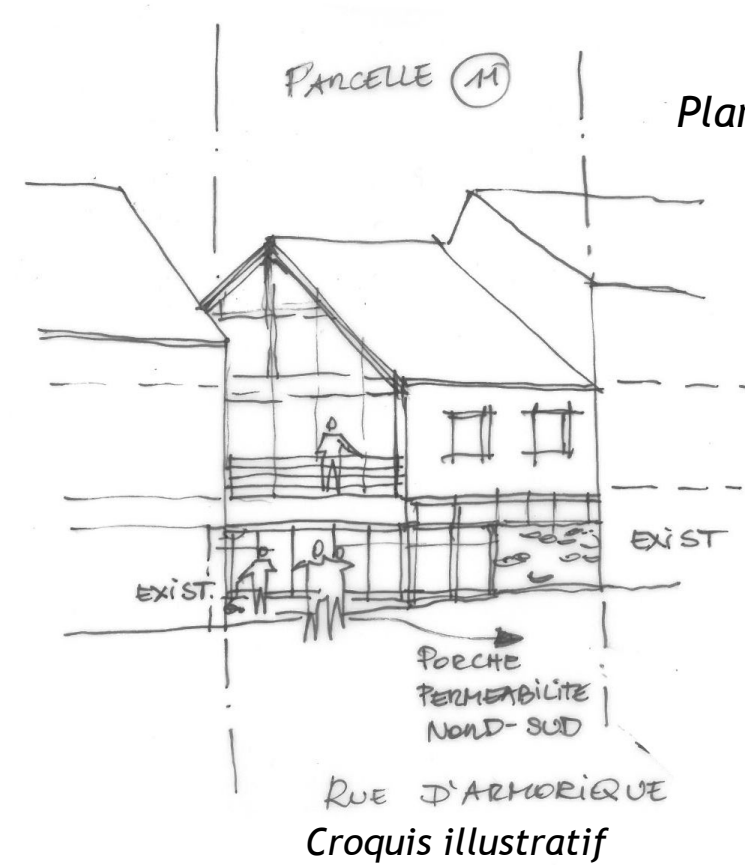 PARCELLE 11
Plan
EXIST
EXIST.
PORCHE
PERMEABILITE
NORD-SUD
RUE D'ARMORIQUE
Croquis illustratif